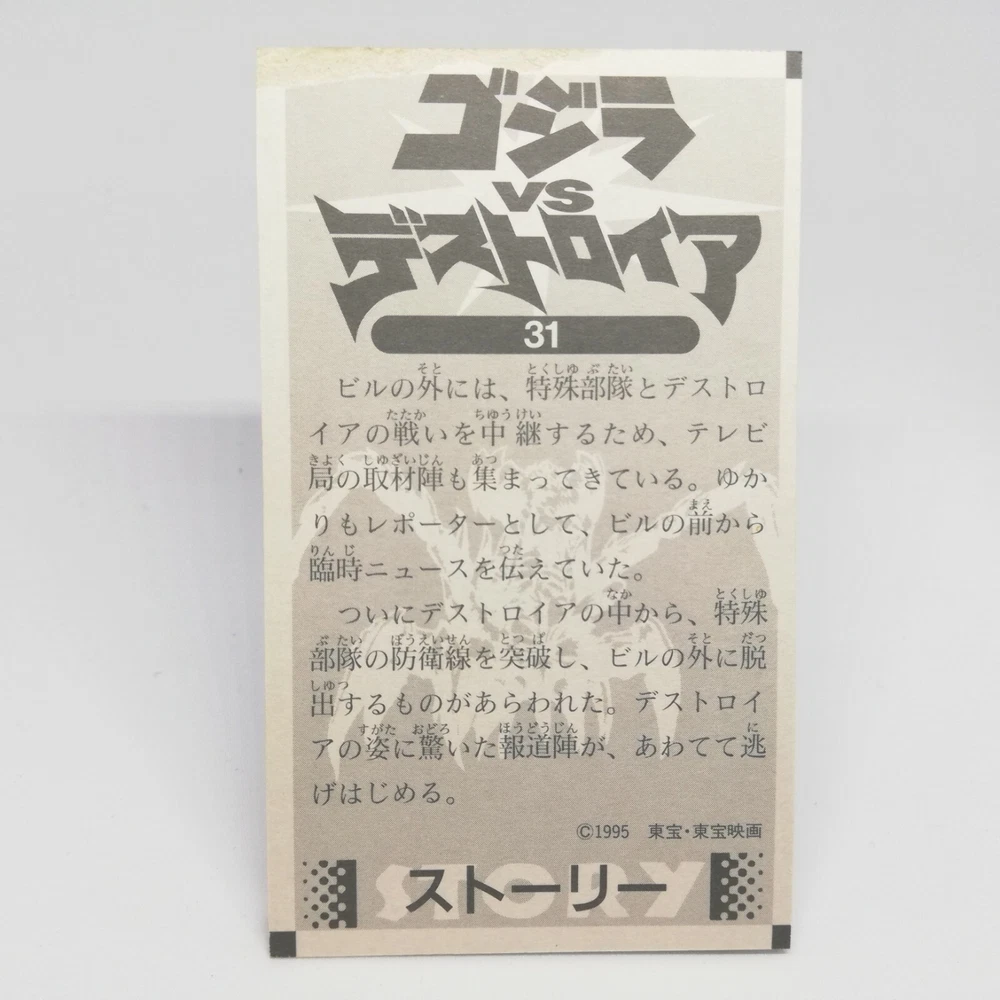 ゴジラ
VS
デストロイア
31
ビルの外には、特殊部隊とデストロ
イアの戦いを中継するため、テレビ
局の取材陣も集まってきている。ゆか
りもレポーターとして、ビルの前から
臨時ニュースを伝えていた。
ついにデストロイアの中から、特殊
部隊の防衛線を突破し、ビルの外に脱
出するものがあらわれた。デストロイ
アの姿に驚いた報道陣が、あわてて逃
げはじめる。
©1995 東宝・東宝映画
STORY
ストーリー